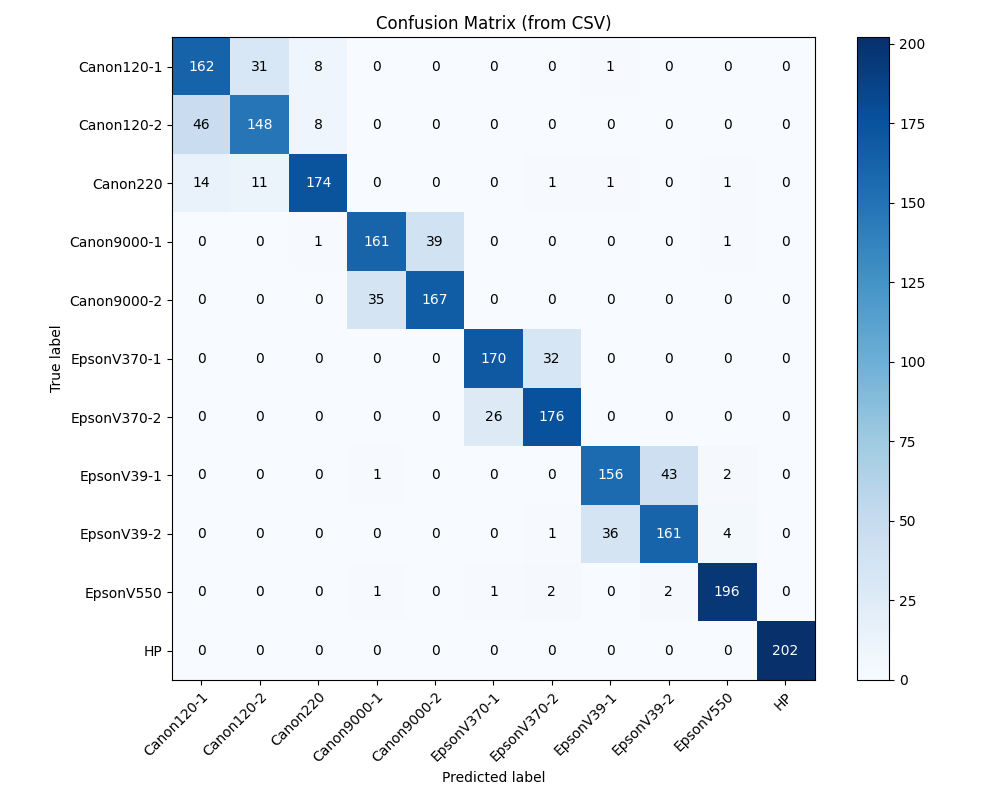 Confusion Matrix (from CSV)
Canon120-1 162 31 8 0 0 0 0 1 0 0 0
Canon120-2 46 148 8 0 0 0 0 0 0 0 0
Canon220 14 11 174 0 0 0 1 1 0 1 0
Canon9000-1 0 0 1 161 39 0 0 0 0 1 0
Canon9000-2 0 0 0 35 167 0 0 0 0 0 0
EpsonV370-1 0 0 0 0 0 170 32 0 0 0 0
EpsonV370-2 0 0 0 0 0 26 176 0 0 0 0
EpsonV39-1 0 0 0 1 0 0 0 156 43 2 0
EpsonV39-2 0 0 0 0 0 0 1 36 161 4 0
EpsonV550 0 0 0 1 0 1 2 0 2 196 0
HP 0 0 0 0 0 0 0 0 0 0 202
True label
Canon120-1 Canon120-2 Canon220 Canon9000-1 Canon9000-2 EpsonV370-1 EpsonV370-2 EpsonV39-1 EpsonV39-2 EpsonV550 HP
Predicted label
200
175
150
125
100
75
50
25
0